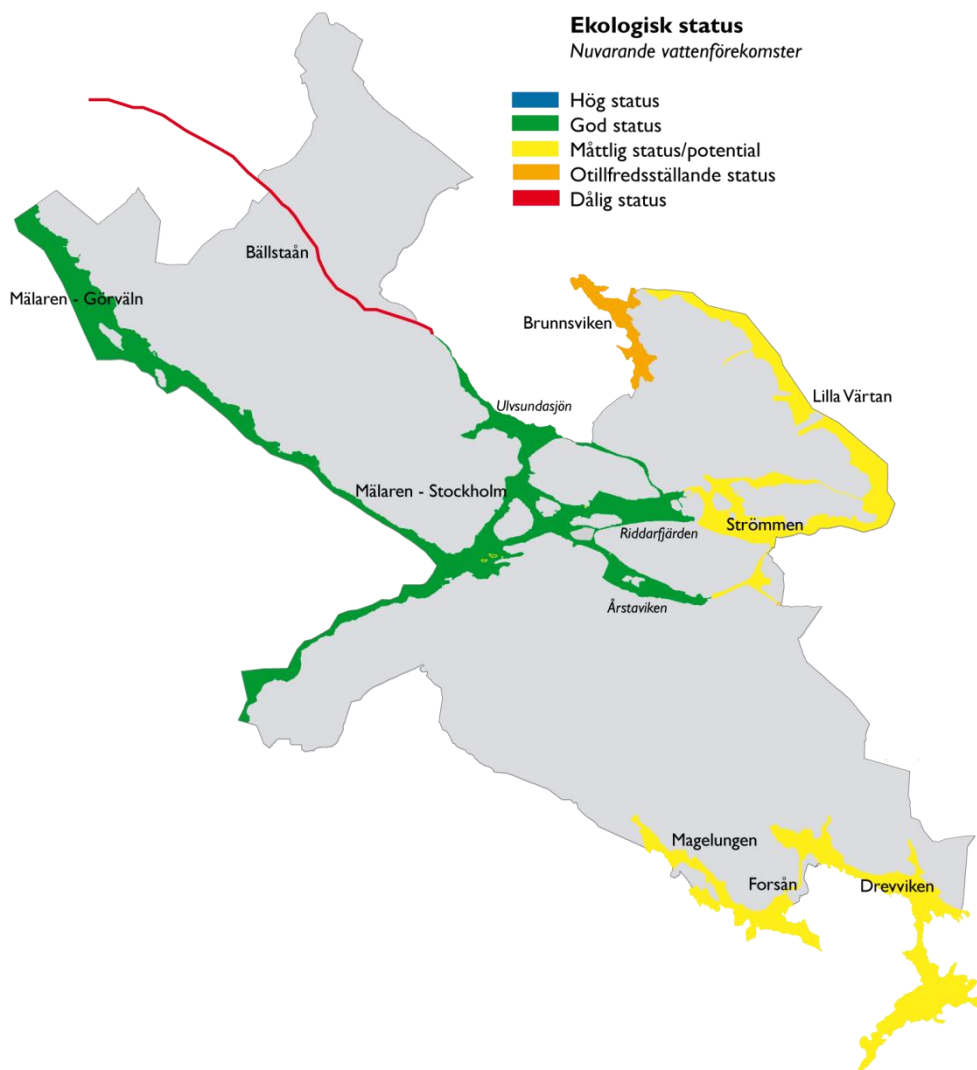 Ekologisk status
Nuvarande vattenförekomster
Hög status
God status
Måttlig status/potential
Otillfredsställande status
Dålig status
Bällstaån
Mälaren - Görväln
Brunnsviken
Lilla Värtan
Ulvsundasjön
Mälaren - Stockholm
Strömmen
Riddarfjärden
Årstaviken
Magelungen
Forsån
Drevviken